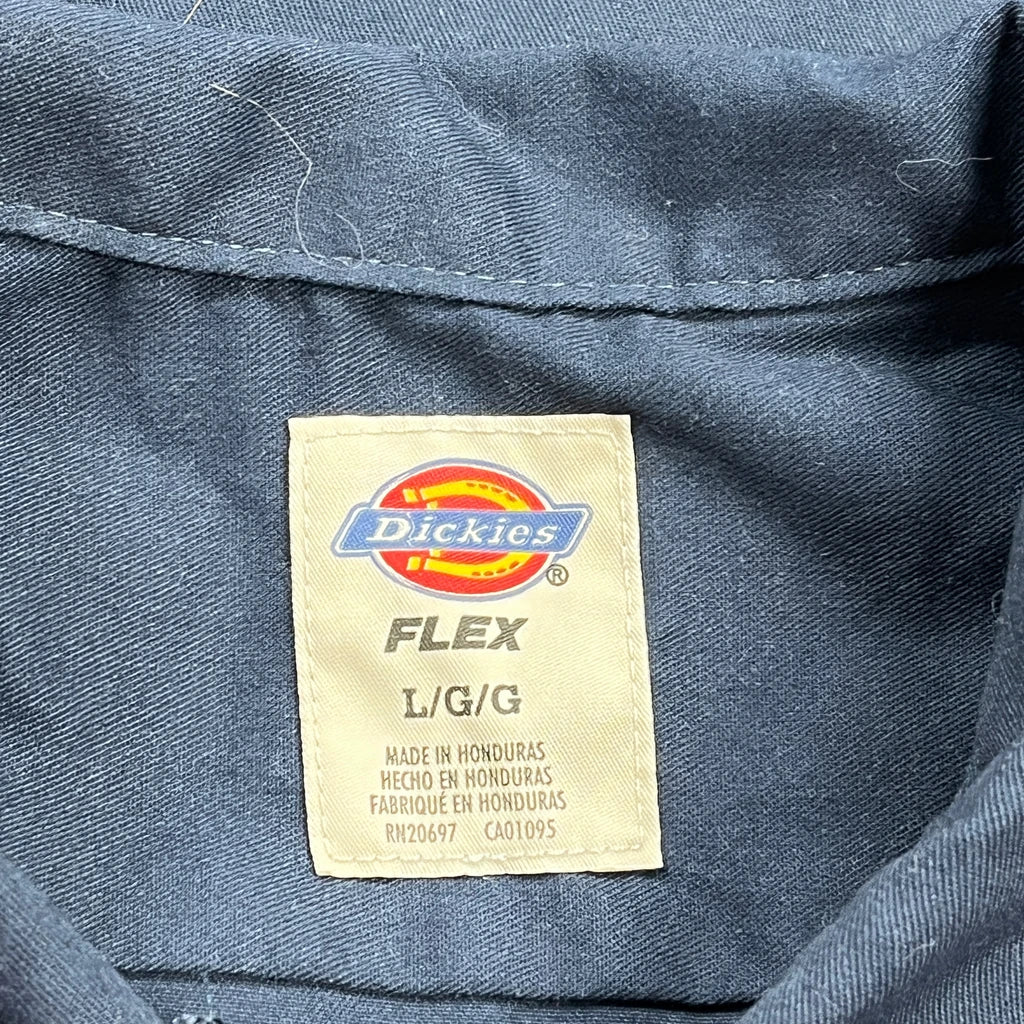 Dickies
®
FLEX
L/G/G
MADE IN HONDURAS
HECHO EN HONDURAS
FABRIQUÉ EN HONDURAS
RN20697 CA01095